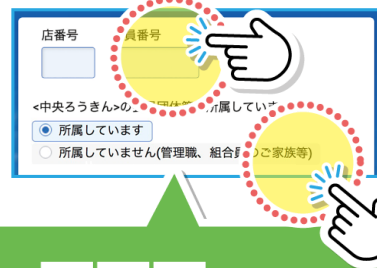 店番号 員番号
<中央ろうきん>の 団体 所属していま
所属しています
所属していません(管理職、組合員のご家族等)